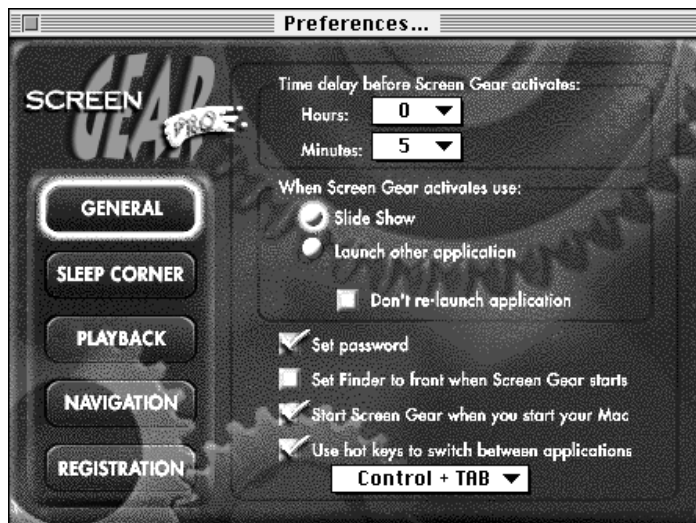 Preferences...
SCREEN
GEAR
PRO
Time delay before Screen Gear activates:
Hours: 0
Minutes: 5
When Screen Gear activates use:
Slide Show
Launch other application
Don't re-launch application
Set password
Set Finder to front when Screen Gear starts
Start Screen Gear when you start your Mac
Use hot keys to switch between applications
Control + TAB
GENERAL
SLEEP CORNER
PLAYBACK
NAVIGATION
REGISTRATION